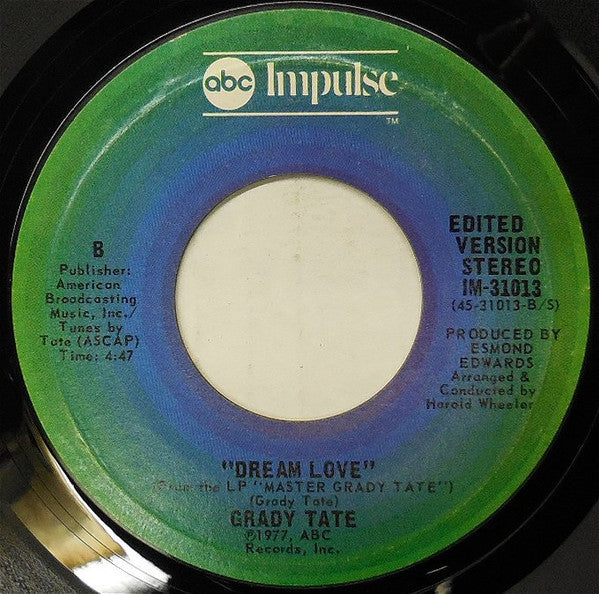 abc Impulse
TM
B
Publisher:
American
Broadcasting
Music, Inc./
Tunes by
Tate (ASCAP)
Time: 4:47
EDITED
VERSION
STEREO
IM-31013
(45-31013-B/S)
PRODUCED BY
ESMOND
EDWARDS
Arranged &
Conducted by
Harold Wheeler
"DREAM LOVE"
(From the LP "MASTER GRADY TATE")
(Grady Tate)
GRADY TATE
℗1977, ABC
Records, Inc.